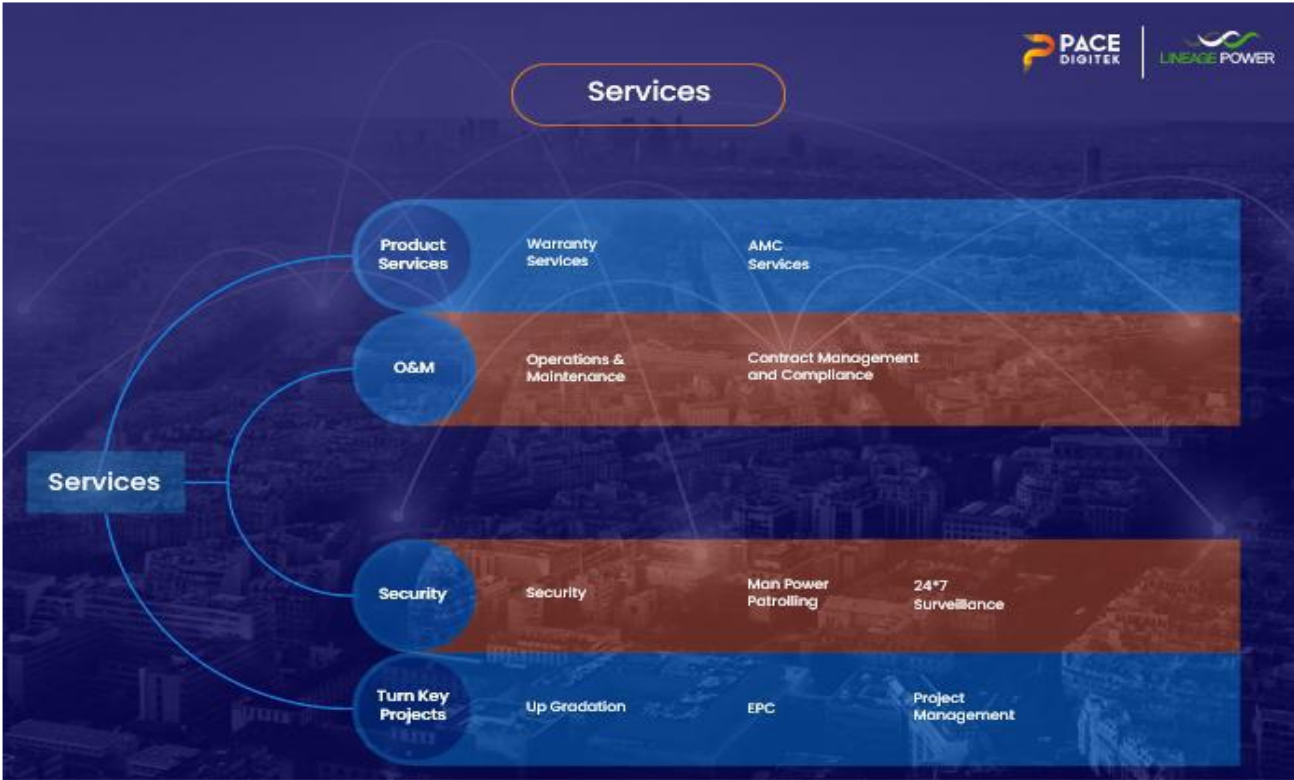 PACE
DIGITEK
LINEAGE POWER
Services
Product
Services
Warranty
Services
AMC
Services
O&M
Operations &
Maintenance
Contract Management
and Compliance
Services
Security
Security
Man Power
Patrolling
24*7
Surveillance
Turn Key
Projects
Up Gradation
EPC
Project
Management